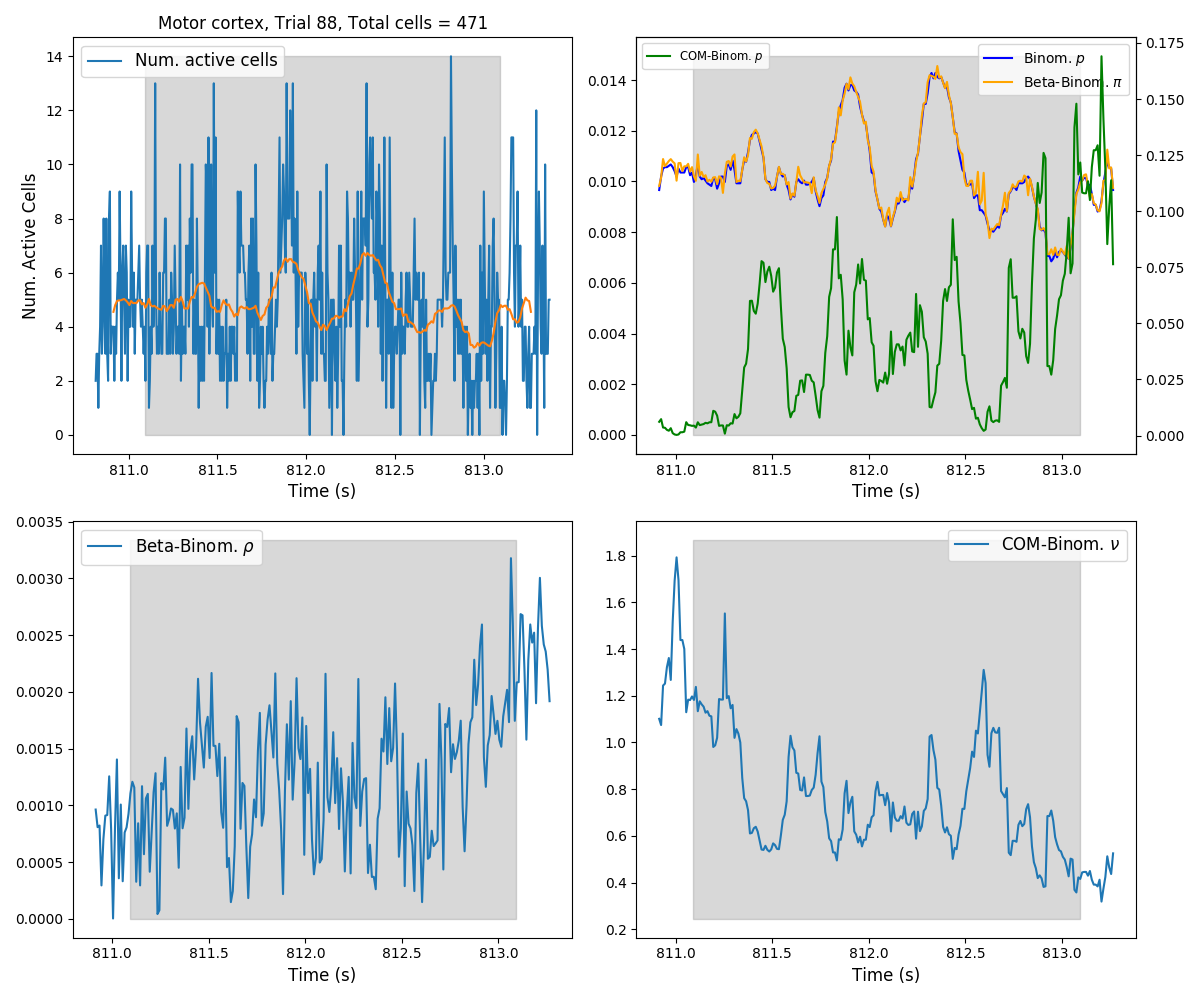 Motor cortex, Trial 88, Total cells = 471
Num. active cells
Num. Active Cells
14
12
10
8
6
4
2
0
811.0 811.5 812.0 812.5 813.0
Time (s)
COM-Binom. p
Binom. p
Beta-Binom. π
0.014
0.012
0.010
0.008
0.006
0.004
0.002
0.000
0.175
0.150
0.125
0.100
0.075
0.050
0.025
0.000
811.0 811.5 812.0 812.5 813.0
Time (s)
Beta-Binom. ρ
0.0035
0.0030
0.0025
0.0020
0.0015
0.0010
0.0005
0.0000
811.0 811.5 812.0 812.5 813.0
Time (s)
COM-Binom. ν
1.8
1.6
1.4
1.2
1.0
0.8
0.6
0.4
0.2
811.0 811.5 812.0 812.5 813.0
Time (s)